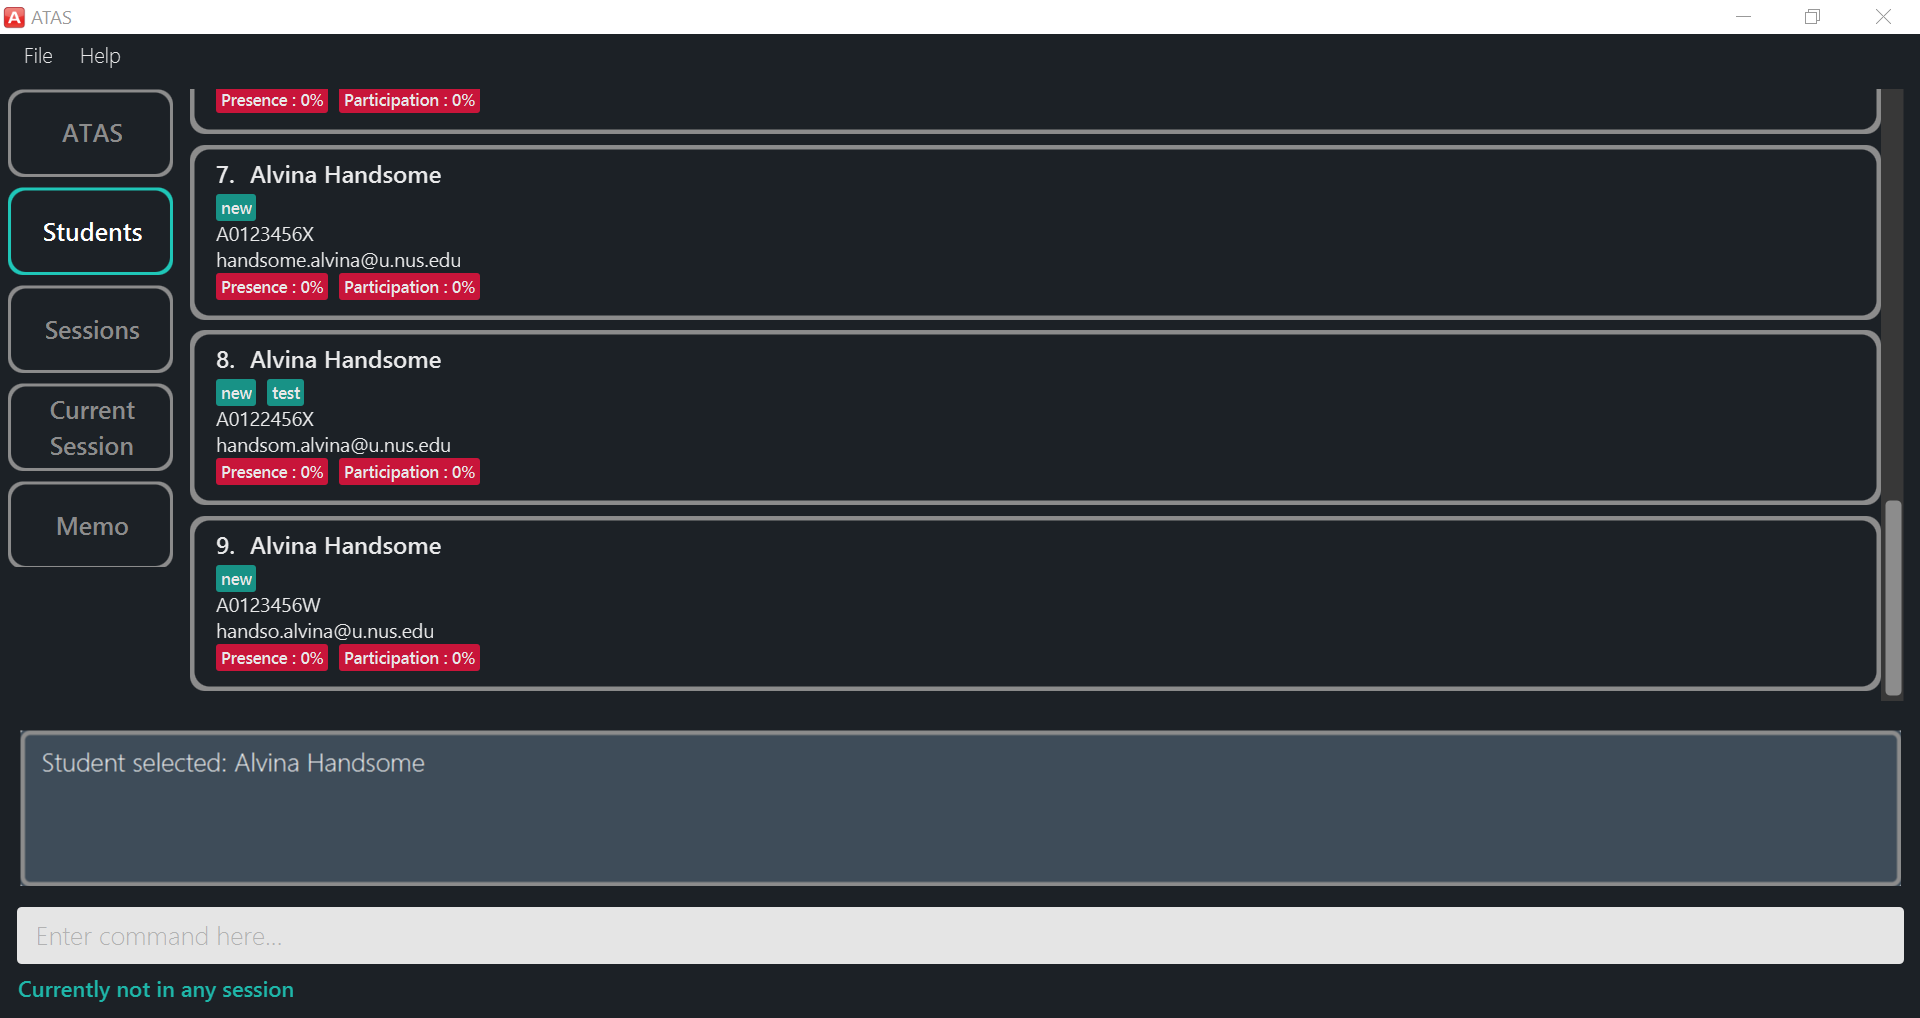 A ATAS
File Help
ATAS
Students
Sessions
Current
Session
Memo
Presence : 0% Participation : 0%
7. Alvina Handsome
new
A0123456X
handsome.alvina@u.nus.edu
Presence : 0% Participation : 0%
8. Alvina Handsome
new test
A0122456X
handsom.alvina@u.nus.edu
Presence : 0% Participation : 0%
9. Alvina Handsome
new
A0123456W
handso.alvina@u.nus.edu
Presence : 0% Participation : 0%
Student selected: Alvina Handsome
Enter command here...
Currently not in any session